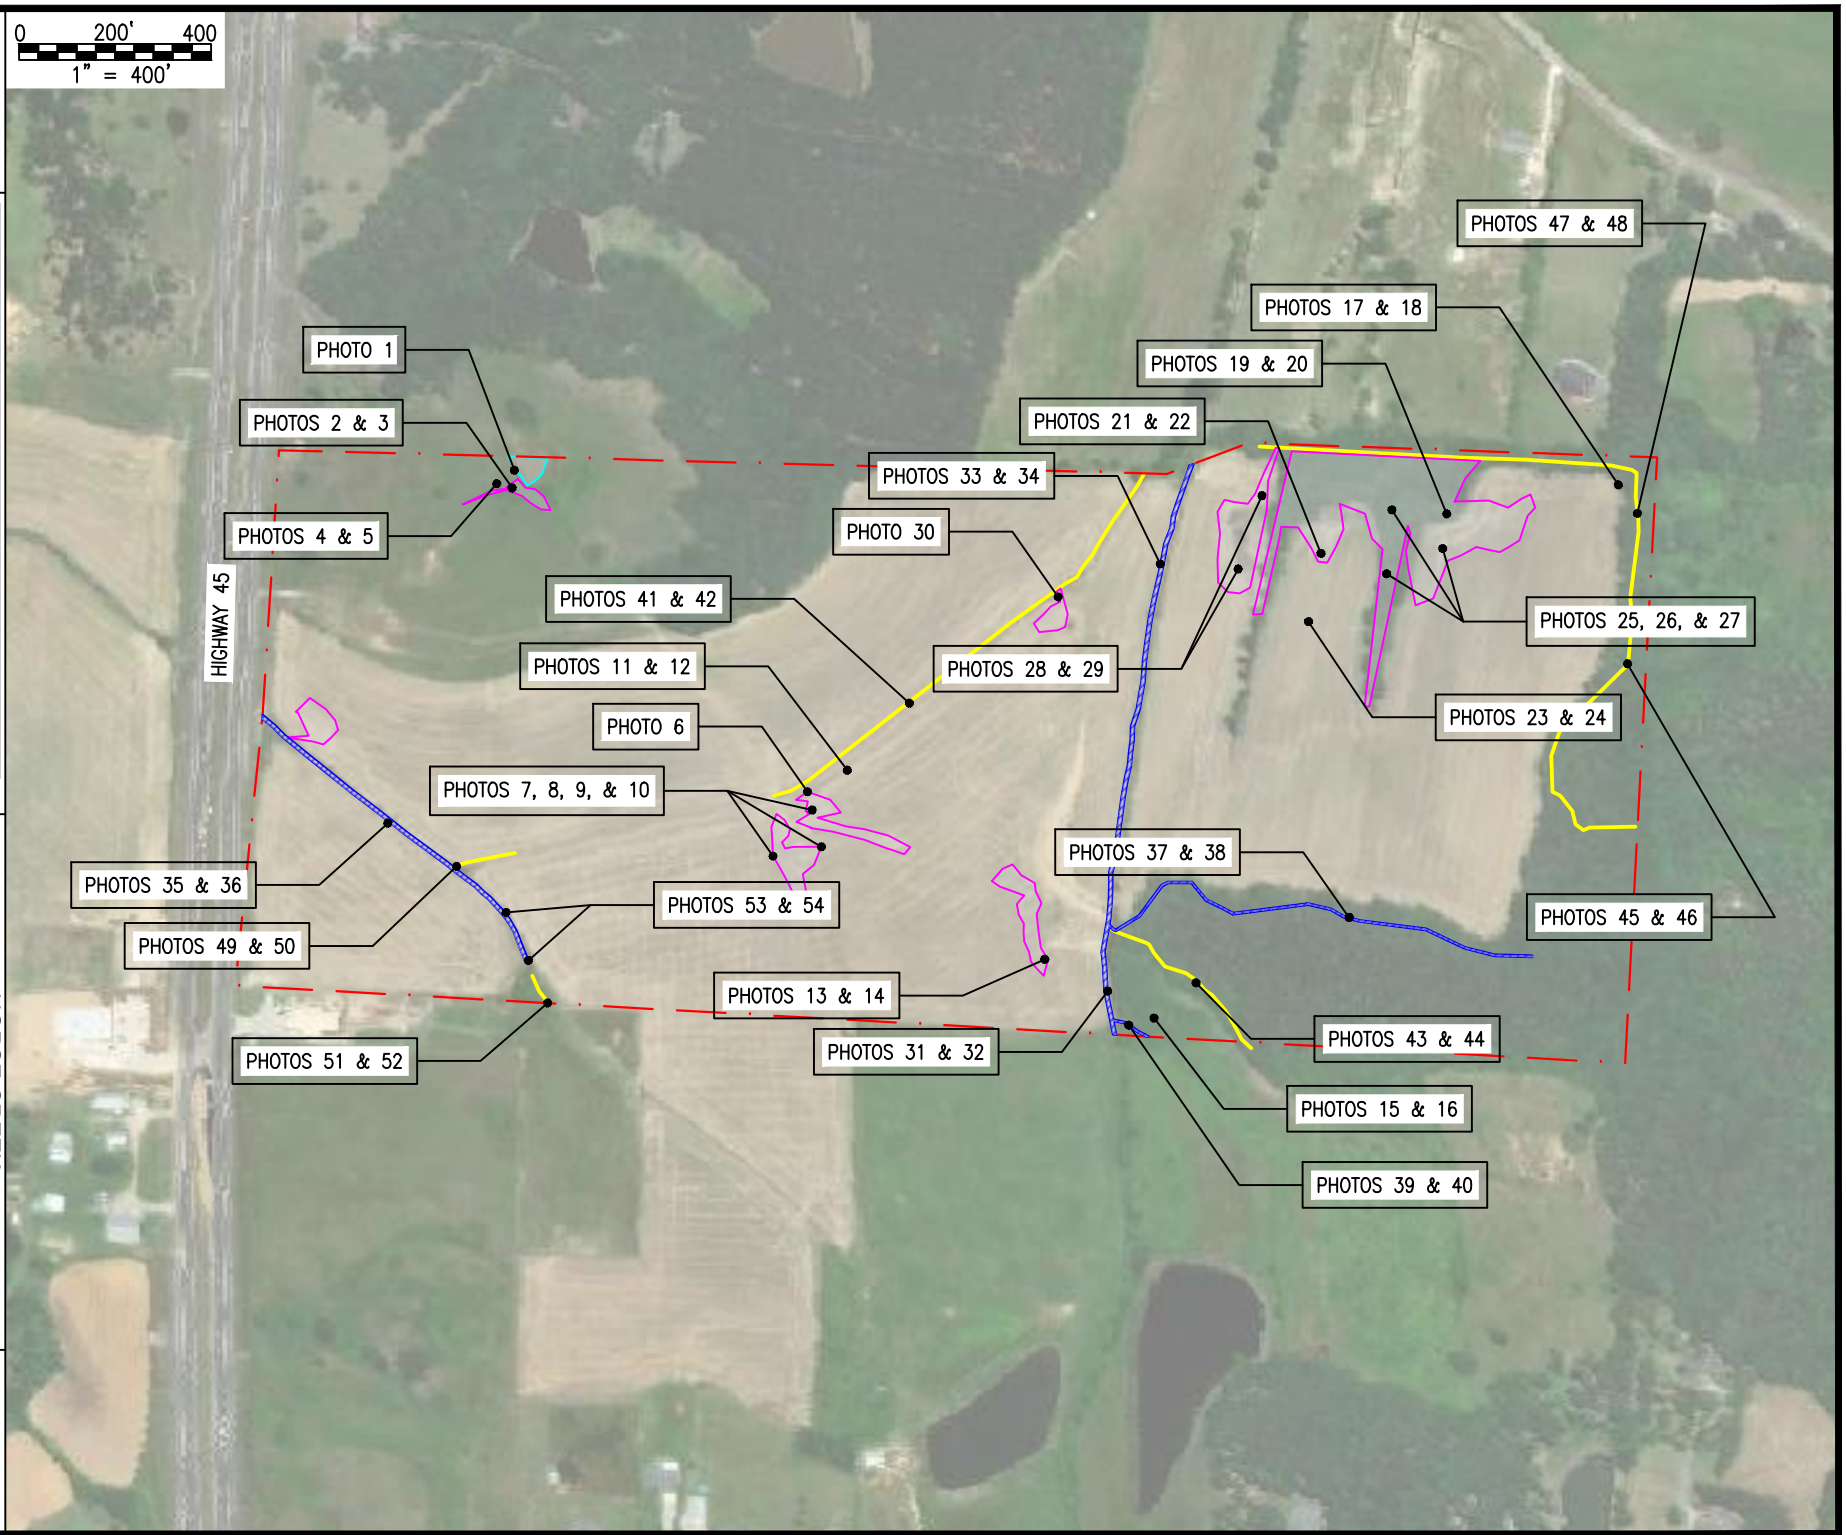 0 200' 400
1" = 400'
PHOTOS 47 & 48
PHOTOS 17 & 18
PHOTO 1
PHOTOS 19 & 20
PHOTOS 2 & 3
PHOTOS 21 & 22
PHOTOS 33 & 34
PHOTO 30
PHOTOS 4 & 5
HIGHWAY 45
PHOTOS 41 & 42
PHOTOS 25, 26, & 27
PHOTOS 11 & 12
PHOTOS 28 & 29
PHOTO 6
PHOTOS 23 & 24
PHOTOS 7, 8, 9, & 10
PHOTOS 37 & 38
PHOTOS 35 & 36
PHOTOS 53 & 54
PHOTOS 45 & 46
PHOTOS 49 & 50
PHOTOS 13 & 14
PHOTOS 43 & 44
PHOTOS 31 & 32
PHOTOS 51 & 52
PHOTOS 15 & 16
PHOTOS 39 & 40